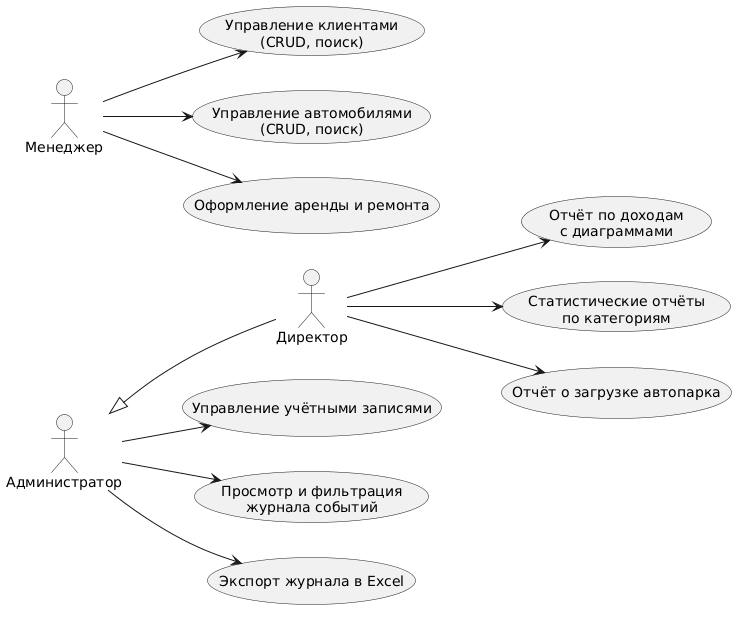 Управление клиентами
(CRUD, поиск)
Менеджер
Управление автомобилями
(CRUD, поиск)
Оформление аренды и ремонта
Отчёт по доходам
с диаграммами
Директор
Статистические отчёты
по категориям
Отчёт о загрузке автопарка
Управление учётными записями
Администратор
Просмотр и фильтрация
журнала событий
Экспорт журнала в Excel